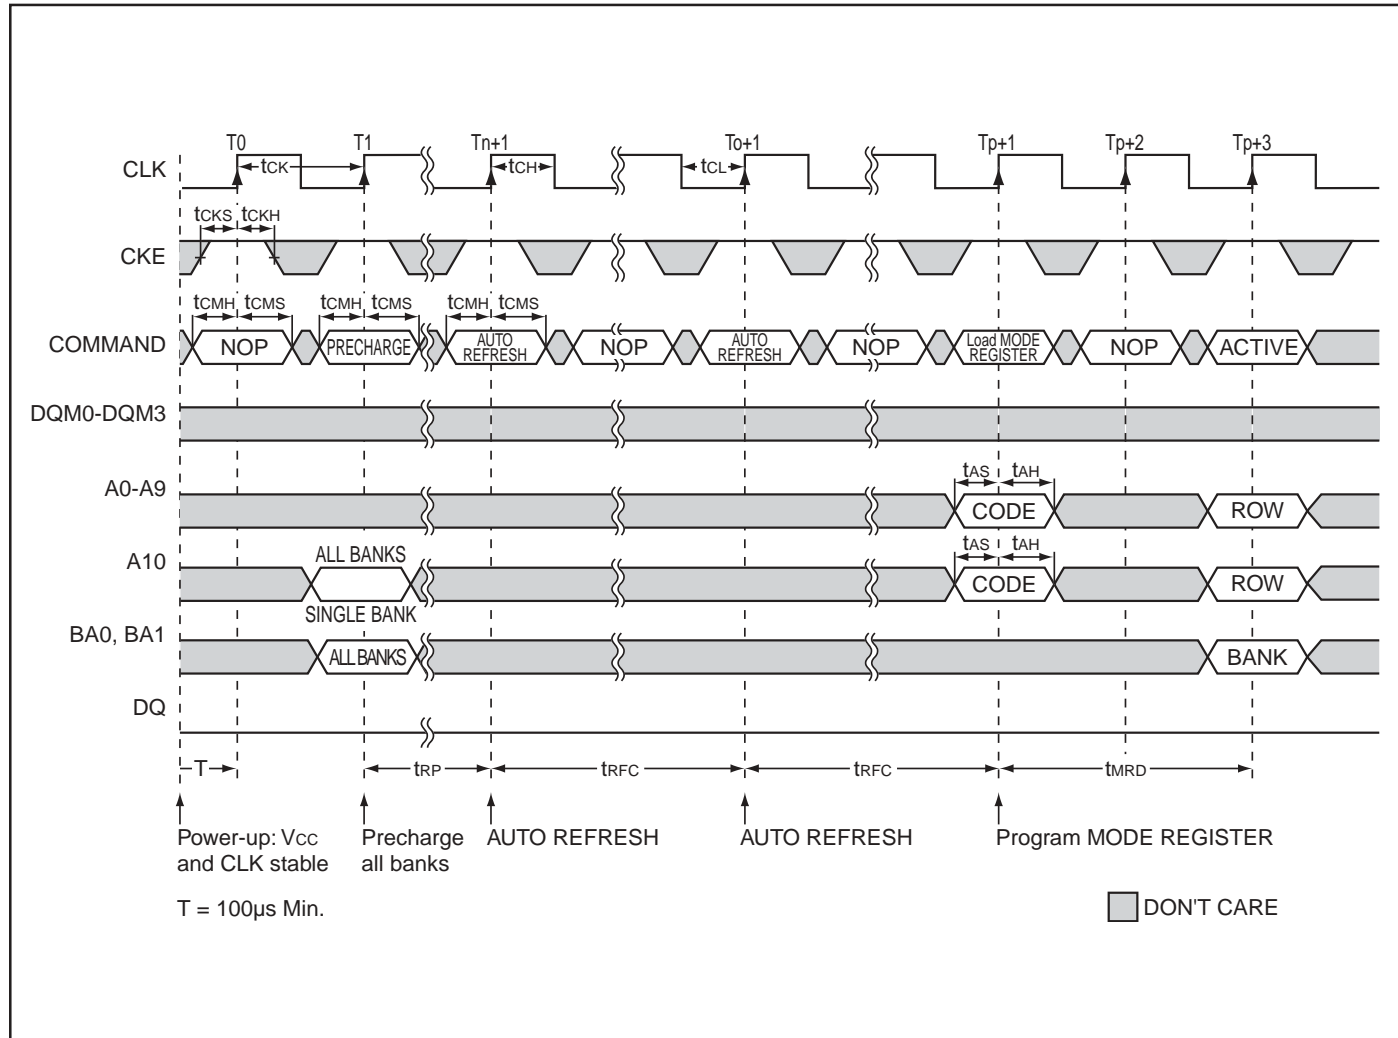 T0 T1 Tn+1 To+1 Tp+1 Tp+2 Tp+3
CLK tCK tCH tCL
tCKS tCKH
CKE
tCMH tCMS tCMH tCMS tCMH tCMS
COMMAND NOP PRECHARGE AUTO REFRESH NOP AUTO REFRESH NOP Load MODE REGISTER NOP ACTIVE
DQM0-DQM3
tAS tAH
A0-A9 CODE ROW
ALL BANKS tAS tAH
A10 CODE ROW
SINGLE BANK
BA0, BA1 ALL BANKS BANK
DQ
T tRP tRFC tRFC tMRD
Power-up: VCC Precharge AUTO REFRESH AUTO REFRESH Program MODE REGISTER
and CLK stable all banks
T = 100µs Min. DON'T CARE